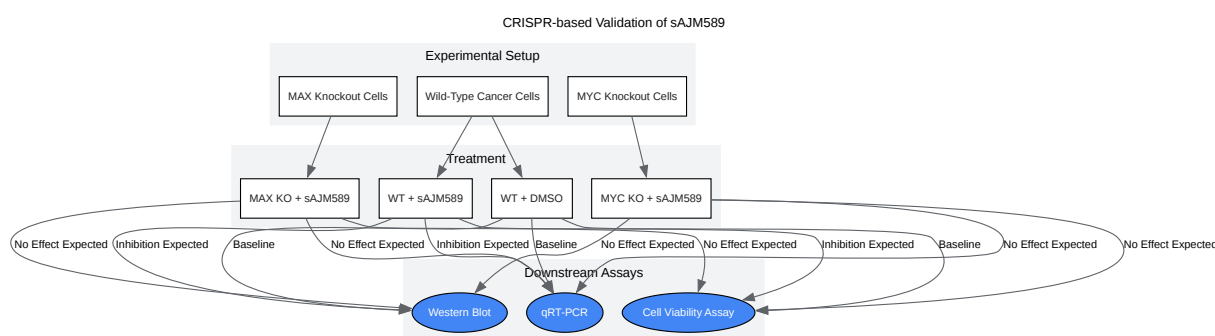 CRISPR-based Validation of sAJM589
Experimental Setup
MAX Knockout Cells
Wild-Type Cancer Cells
MYC Knockout Cells
Treatment
MAX KO + sAJM589
WT + sAJM589
WT + DMSO
MYC KO + sAJM589
No Effect Expected
Inhibition Expected
Baseline
No Effect Expected
Inhibition Expected
Baseline
No Effect Expected
No Effect Expected
Inhibition Expected
Baseline
No Effect Expected
No Effect Expected
Downstream Assays
Western Blot
qRT-PCR
Cell Viability Assay